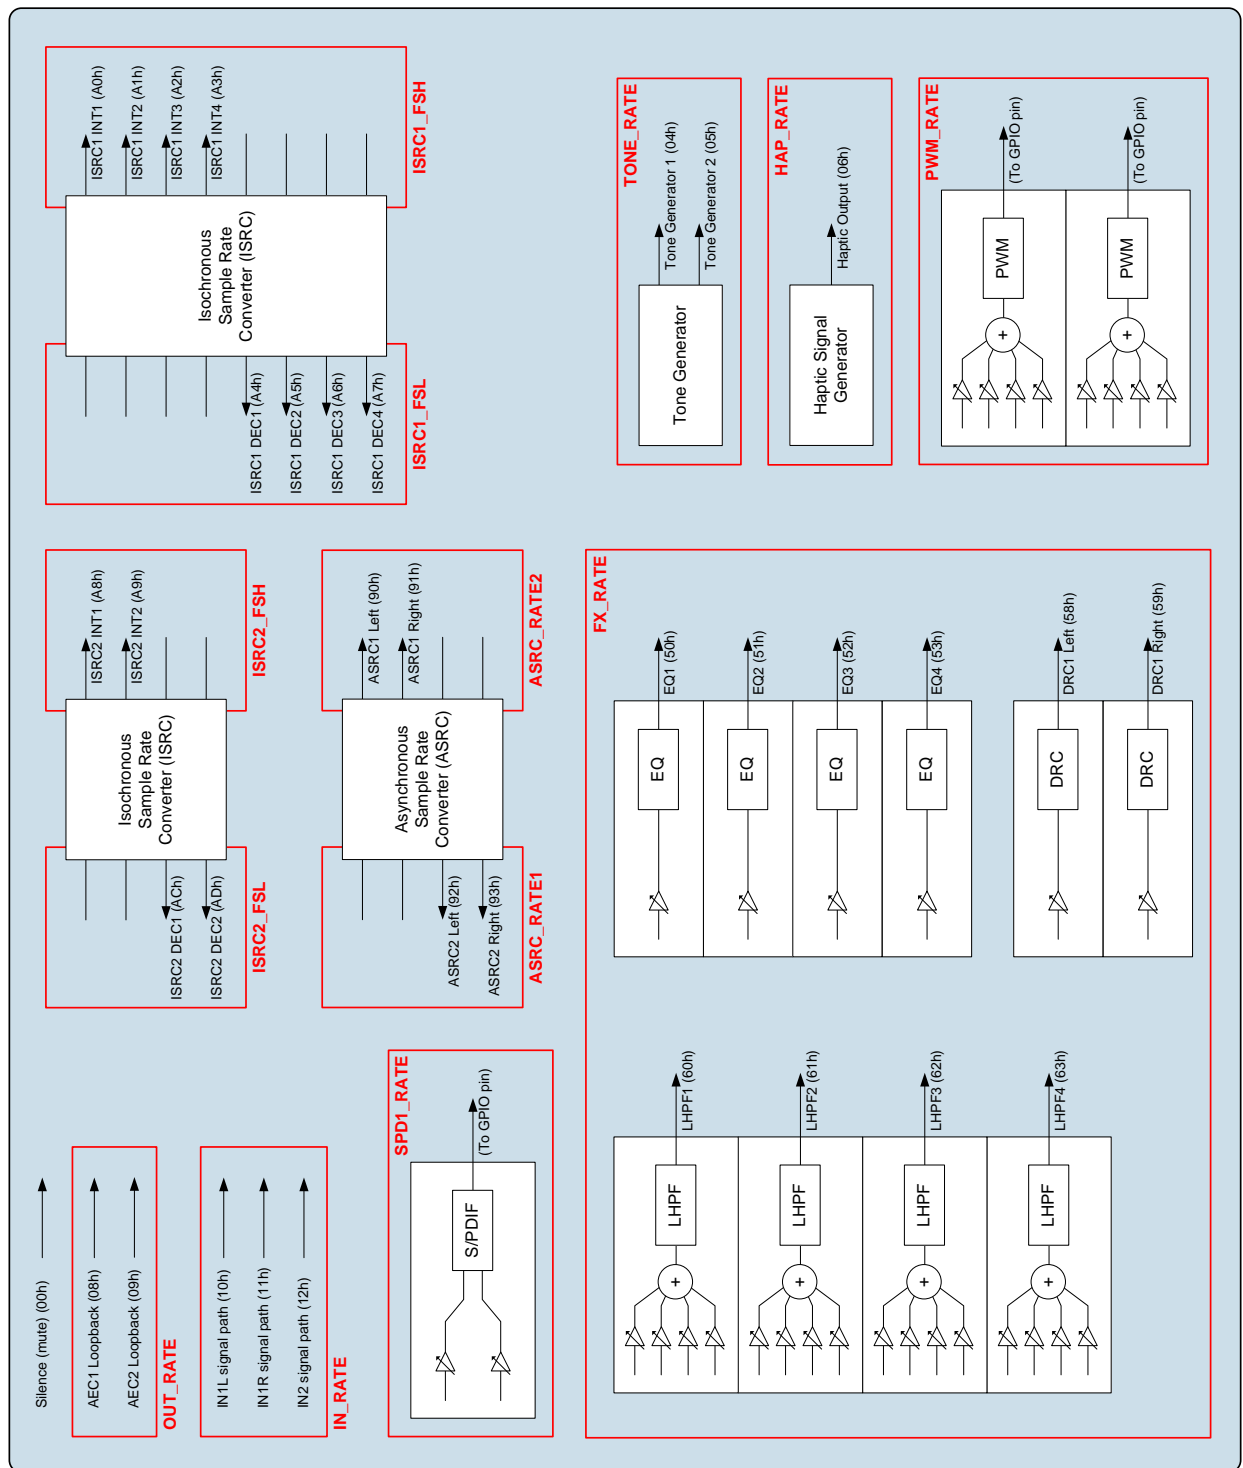 Silence (mute) (00h)
AEC1 Loopback (08h)
AEC2 Loopback (09h)
OUT_RATE
IN1L signal path (10h)
IN1R signal path (11h)
IN2 signal path (12h)
IN_RATE
SPD1_RATE
S/PDIF
(To GPIO pin)
ISRC2_FSL
ISRC2 DEC1 (ACh)
ISRC2 DEC2 (ADh)
Isochronous
Sample Rate
Converter (ISRC)
ISRC2 INT1 (A8h)
ISRC2 INT2 (A9h)
ISRC2_FSH
ASRC_RATE1
ASRC2 Left (92h)
ASRC2 Right (93h)
Asynchronous
Sample Rate
Converter (ASRC)
ASRC1 Left (90h)
ASRC1 Right (91h)
ASRC_RATE2
ISRC1_FSL
ISRC1 DEC1 (A4h)
ISRC1 DEC2 (A5h)
ISRC1 DEC3 (A6h)
ISRC1 DEC4 (A7h)
Isochronous
Sample Rate
Converter (ISRC)
ISRC1 INT1 (A0h)
ISRC1 INT2 (A1h)
ISRC1 INT3 (A2h)
ISRC1 INT4 (A3h)
ISRC1_FSH
FX_RATE
+
LHPF
LHPF1 (60h)
+
LHPF
LHPF2 (61h)
+
LHPF
LHPF3 (62h)
+
LHPF
LHPF4 (63h)
EQ
EQ1 (50h)
EQ
EQ2 (51h)
EQ
EQ3 (52h)
EQ
EQ4 (53h)
DRC
DRC1 Left (58h)
DRC
DRC1 Right (59h)
TONE_RATE
Tone Generator
Tone Generator 1 (04h)
Tone Generator 2 (05h)
HAP_RATE
Haptic Signal
Generator
Haptic Output (06h)
PWM_RATE
+
PWM
(To GPIO pin)
+
PWM
(To GPIO pin)